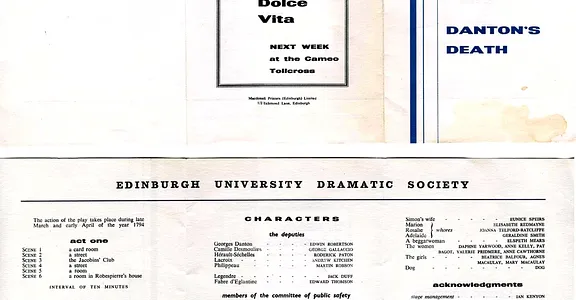 Dolce
Vita
NEXT WEEK
at the Cameo
Tollcross
Macdonald Printers (Edinburgh) Limited
Edinburgh
DANTON'S
DEATH
EDINBURGH UNIVERSITY DRAMATIC SOCIETY
The action of the play takes place during late
March and early April of the year 1794
act one
SCENE 1 a card room
SCENE 2 a street
SCENE 3 the Jacobins' Club
SCENE 4 a street
SCENE 5 a room
SCENE 6 a room in Robespierre's house
INTERVAL OF TEN MINUTES
CHARACTERS
the deputies
Georges Danton - - - - EDWIN ROBERTSON
Camille Desmoulins - - - - GEORGE GALLACCIO
Hérault-Séchelles - - - - RODERICK PATON
Lacroix - - - - ANDREW KITCHIN
Philippeau - - - - MARTIN ROBSON
Legendre - - - - JACK DUFF
Fabre d'Eglantine - - - - EDWARD THOMSON
members of the committee of public safety
Simon's wife - - - - EUNICE SPEIRS
Marion - - - - ELISABETH REDMAYNE
Rosalie whores - - JOANNA TELFORD-RATCLIFFE
Adelaide - - - - GERALDINE SMITH
A beggarwoman - - - - ELSPETH MEARS
The women - - DAPHNE YARWOOD, ANNE KELLY, PAT
BAGOT, VALERIE PRIDMERE, ANNE CAWTHORNE
The girls - - - BEATRICE BALFOUR, AGNES
MACAULAY, MARY MACAULAY
Dog - - - - DOG
acknowledgments
stage management - - - - IAN KENYON